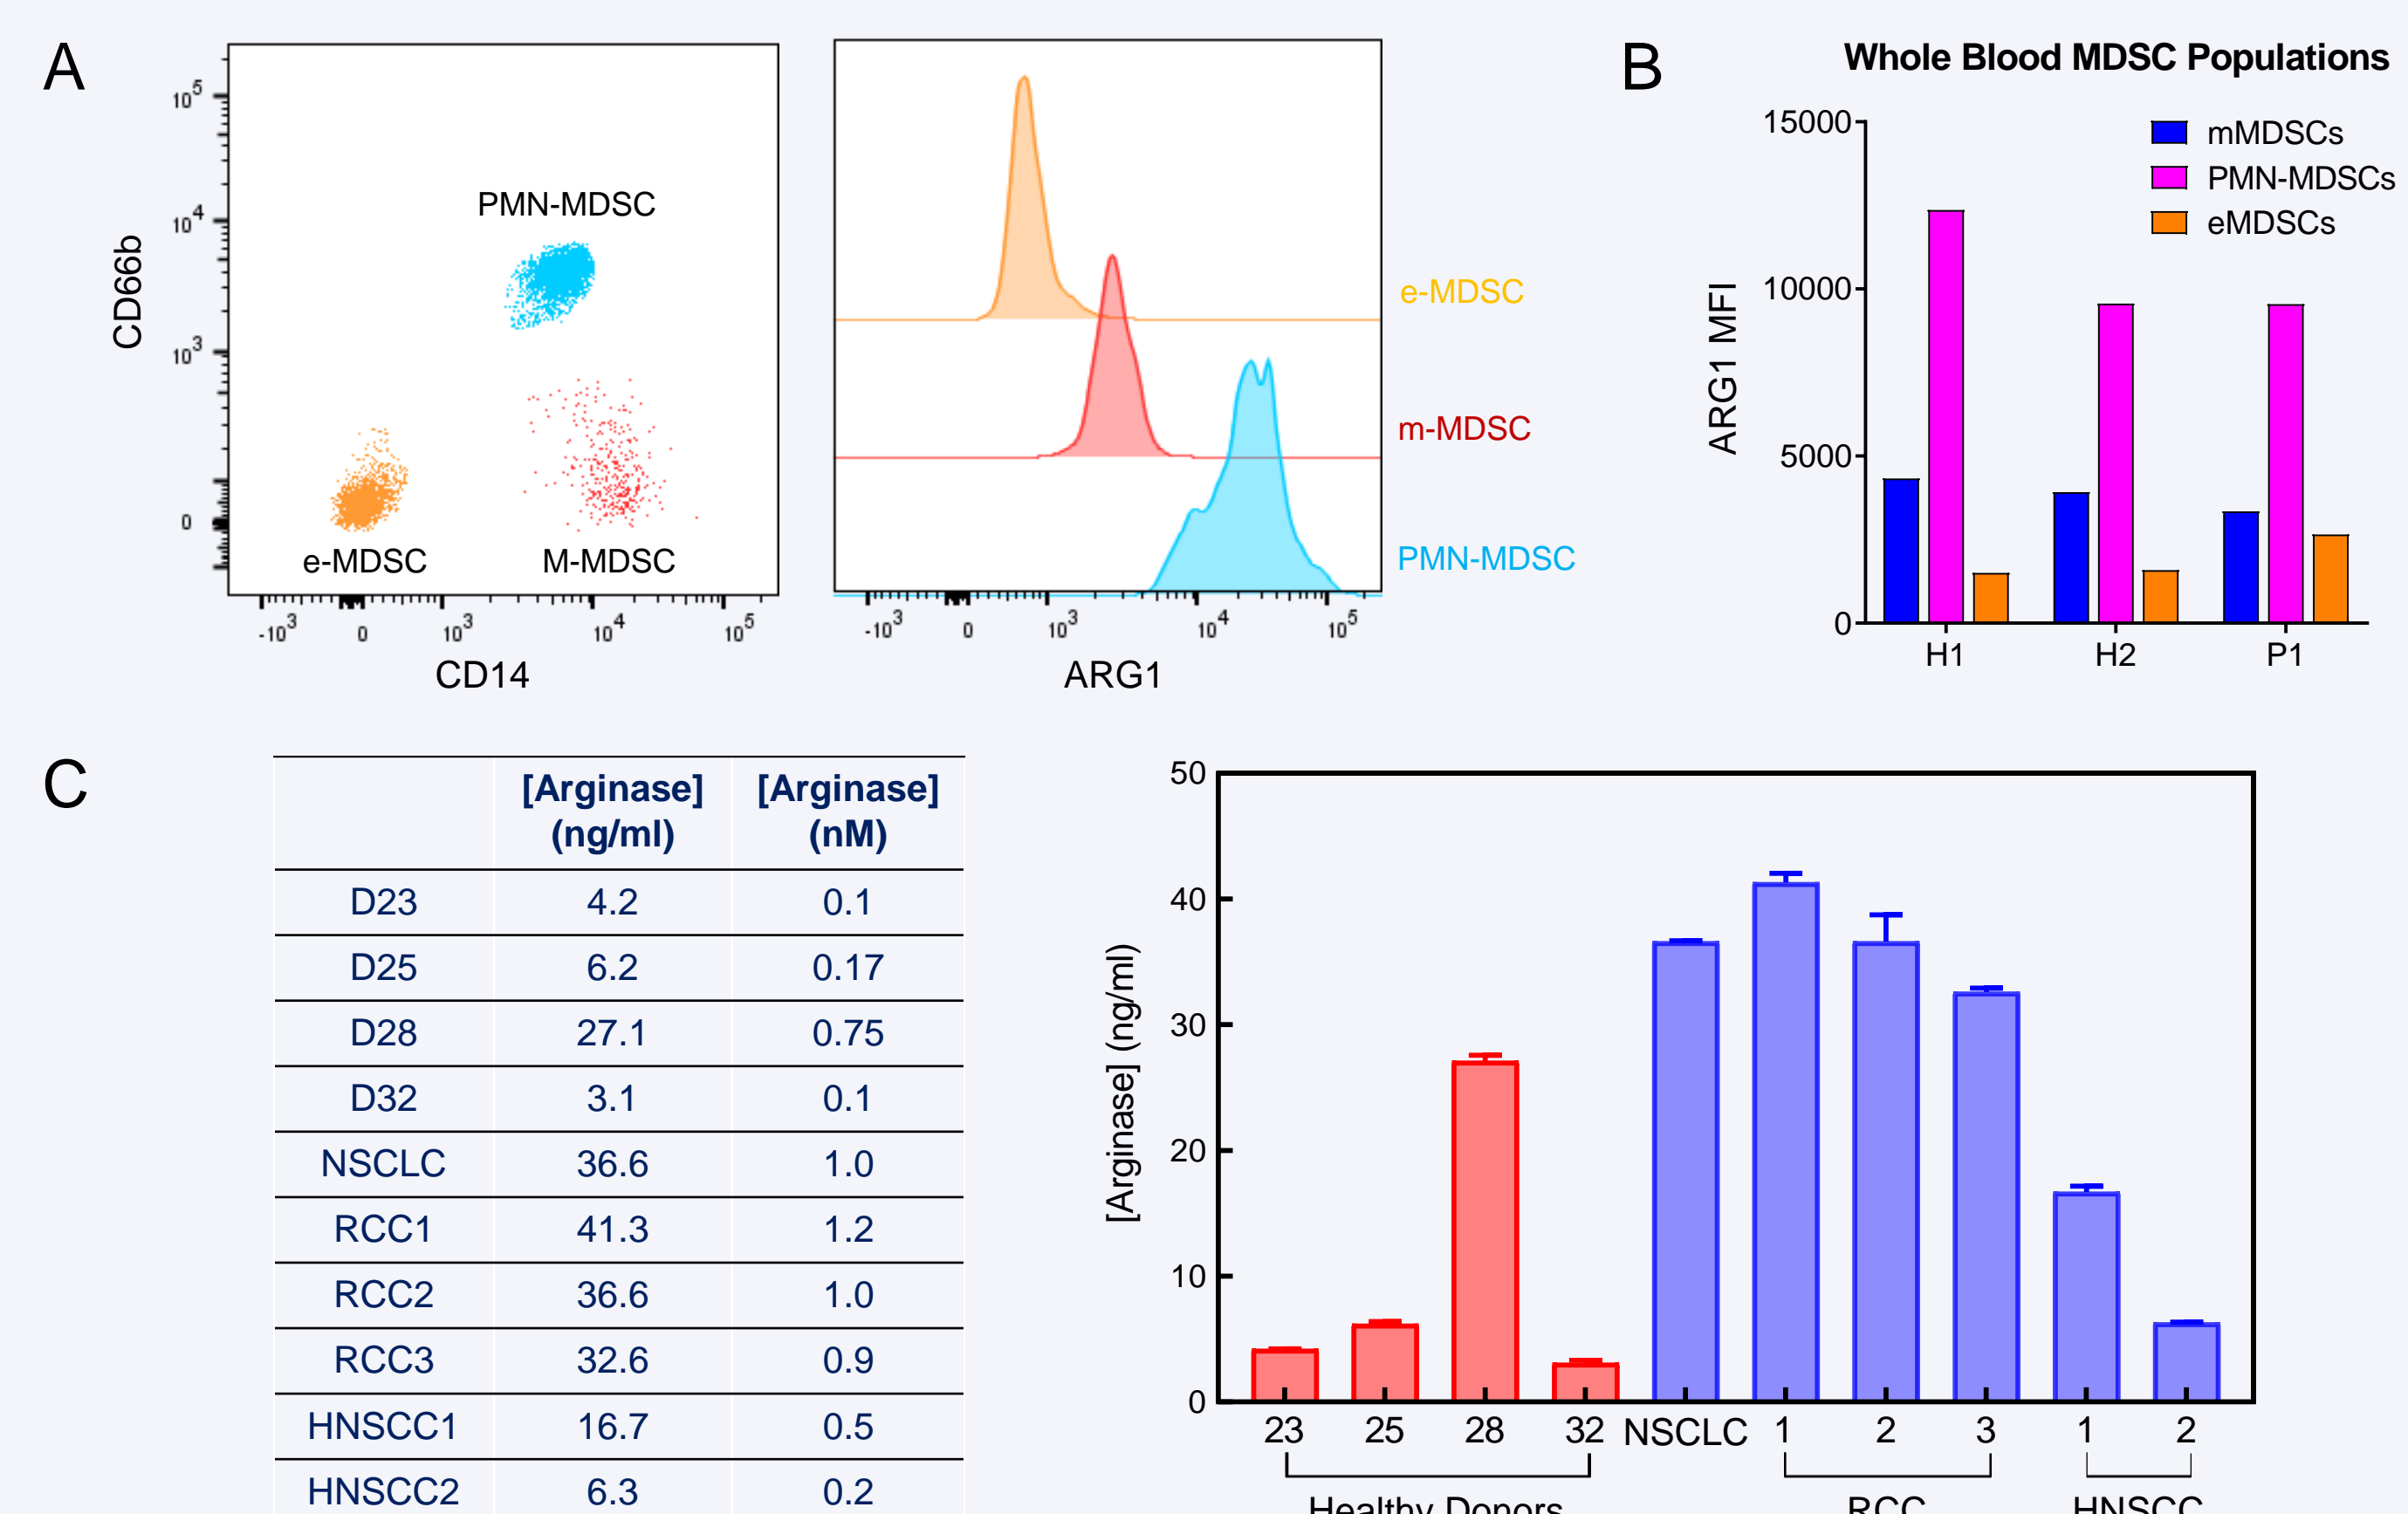 A
CD66b
10^5
10^4
10^3
0
PMN-MDSC
e-MDSC
M-MDSC
-10^3
0
10^3
10^4
10^5
CD14
e-MDSC
m-MDSC
PMN-MDSC
-10^3
0
10^3
10^4
10^5
ARG1
B
Whole Blood MDSC Populations
ARG1 MFI
15000
10000
5000
0
mMDSCs
PMN-MDSCs
eMDSCs
H1
H2
P1
C
[Arginase] (ng/ml) [Arginase] (nM)
D23 4.2 0.1
D25 6.2 0.17
D28 27.1 0.75
D32 3.1 0.1
NSCLC 36.6 1.0
RCC1 41.3 1.2
RCC2 36.6 1.0
RCC3 32.6 0.9
HNSCC1 16.7 0.5
HNSCC2 6.3 0.2
[Arginase] (ng/ml)
50
40
30
20
10
0
23 25 28 32 NSCLC 1 2 3 1 2
Healthy Donors RCC HNSCC